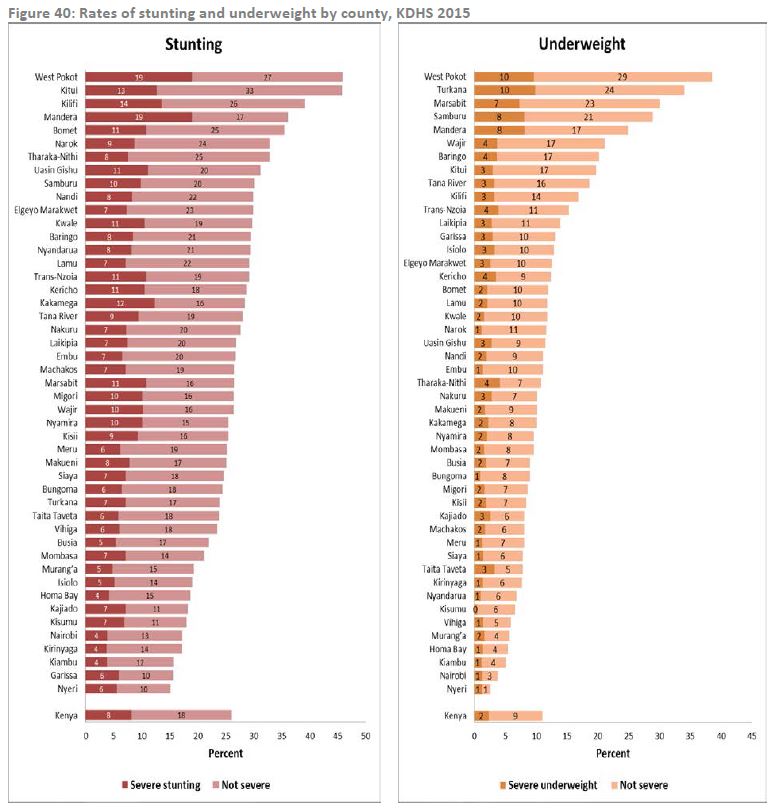 Figure 40: Rates of stunting and underweight by county, KDHS 2015
Stunting
West Pokot 19 27
Kitui 13 33
Kilifi 14 26
Mandera 19 17
Bomet 11 25
Narok 9 24
Tharaka-Nithi 8 25
Uasin Gishu 11 20
Samburu 10 20
Nandi 8 22
Elgeyo Marakwet 7 23
Kwale 11 19
Baringo 8 21
Nyandarua 8 21
Lamu 7 22
Trans-Nzoia 11 19
Kericho 11 18
Kakamega 12 16
Tana River 9 19
Nakuru 7 20
Laikipia 7 20
Embu 7 20
Machakos 7 19
Marsabit 11 16
Migori 10 16
Wajir 10 16
Nyamira 10 15
Kisii 9 16
Meru 6 19
Makueni 8 17
Siaya 7 18
Bungoma 6 18
Turkana 7 17
Taita Taveta 6 18
Vihiga 6 18
Busia 5 17
Mombasa 7 14
Murang'a 5 15
Isiolo 5 14
Homa Bay 4 15
Kajiado 7 11
Kisumu 7 11
Nairobi 4 13
Kirinyaga 4 14
Kiambu 4 12
Garissa 6 10
Nyeri 6 10
Kenya 8 18
0 5 10 15 20 25 30 35 40 45 50
Percent
Severe stunting Not severe
Underweight
West Pokot 10 29
Turkana 10 24
Marsabit 7 23
Samburu 8 21
Mandera 8 17
Wajir 4 17
Baringo 4 17
Kitui 3 17
Tana River 3 16
Kilifi 3 14
Trans-Nzoia 4 11
Laikipia 3 11
Garissa 3 10
Isiolo 3 10
Elgeyo Marakwet 3 10
Kericho 4 9
Bomet 2 10
Lamu 2 10
Kwale 2 10
Narok 1 11
Uasin Gishu 3 9
Nandi 2 9
Embu 1 10
Tharaka-Nithi 4 7
Nakuru 3 7
Makueni 2 9
Kakamega 2 8
Nyamira 2 8
Mombasa 2 8
Busia 2 7
Bungoma 1 8
Migori 2 7
Kisii 2 7
Kajiado 3 6
Machakos 2 6
Meru 1 7
Siaya 1 6
Taita Taveta 3 5
Kirinyaga 1 6
Nyandarua 1 6
Kisumu 0 6
Vihiga 1 5
Murang'a 2 4
Homa Bay 1 4
Kiambu 1 4
Nairobi 1 3
Nyeri 1 1
Kenya 2 9
0 5 10 15 20 25 30 35 40 45
Percent
Severe underweight Not severe